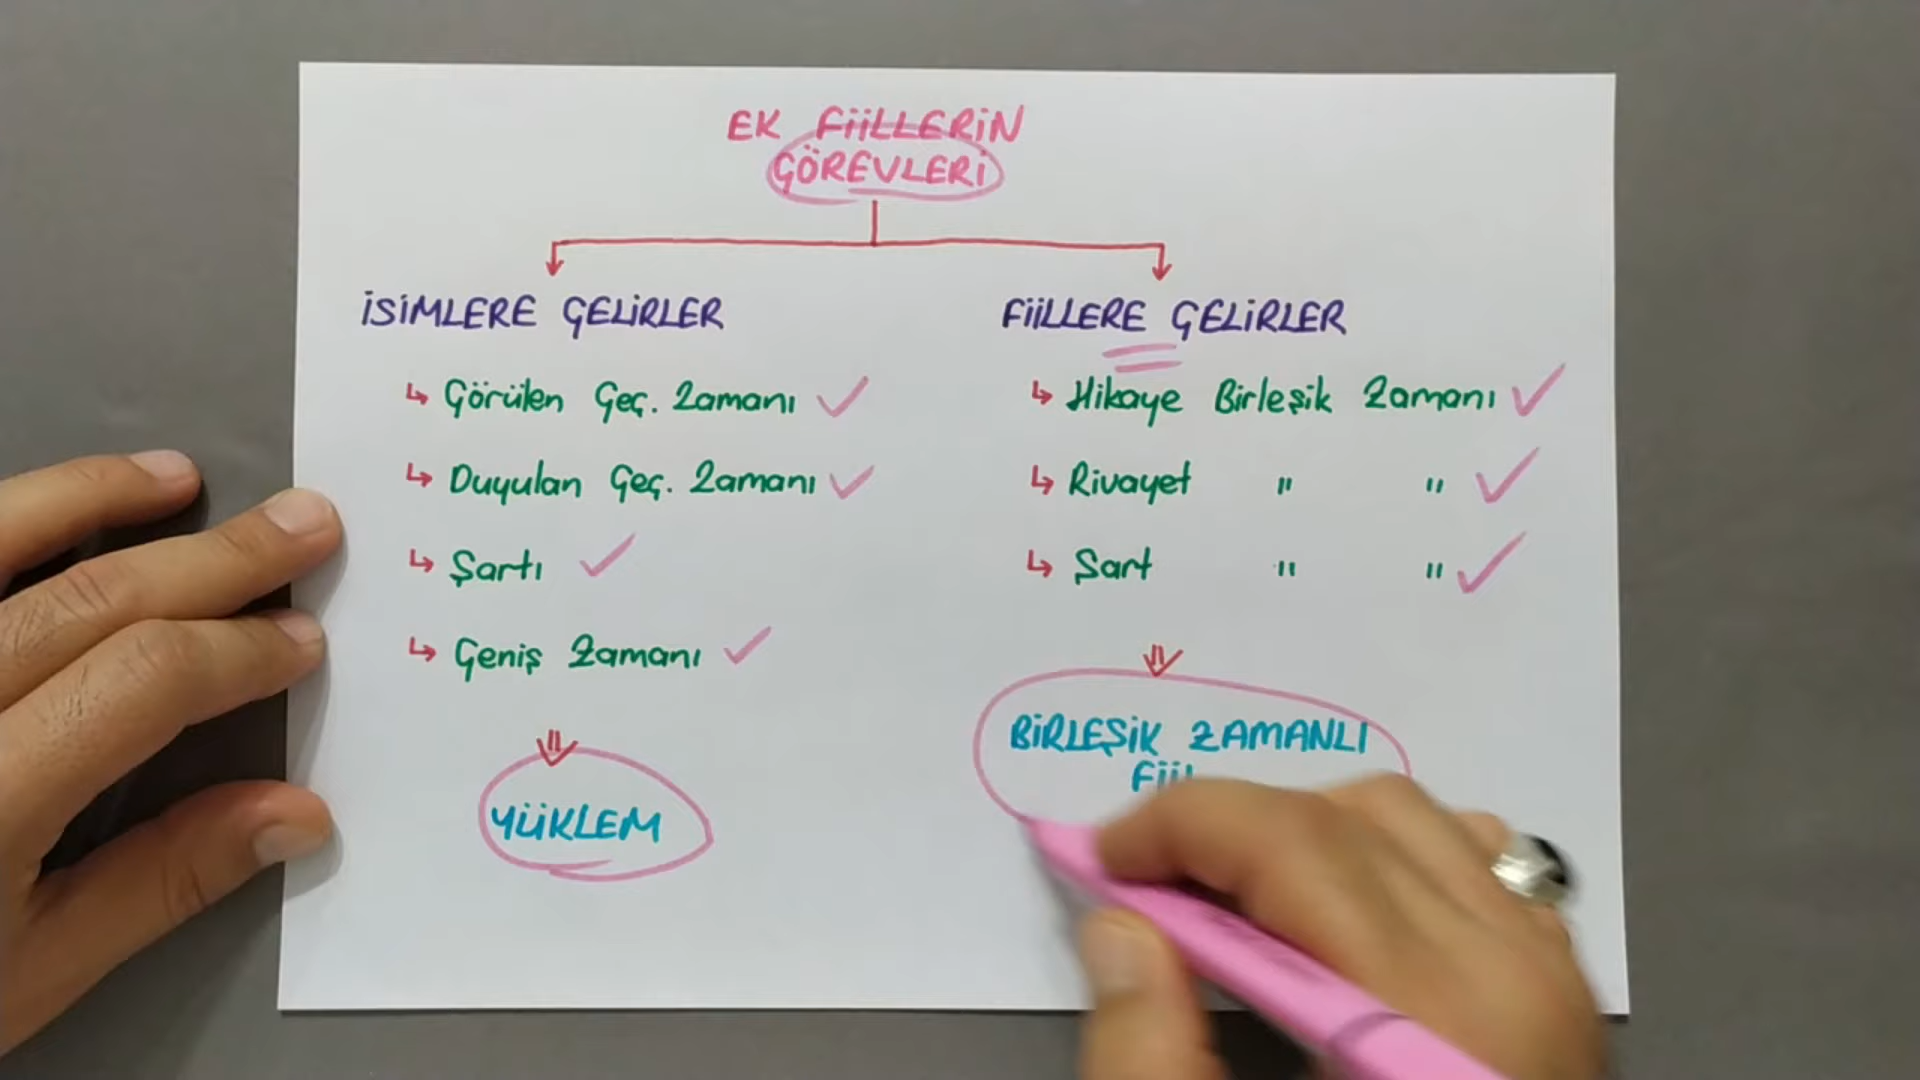 EK FİİLLERİN
GÖREVLERİ
İSİMLERE GELİRLER
↳ Görülen Geç. Zamanı ✓
↳ Duyulan Geç. Zamanı ✓
↳ Şartı ✓
↳ Geniş Zamanı ✓
YÜKLEM
FİİLLERE GELİRLER
↳ Hikaye Birleşik Zamanı ✓
↳ Rivayet " " ✓
↳ Şart " " ✓
BİRLEŞİK ZAMANLI